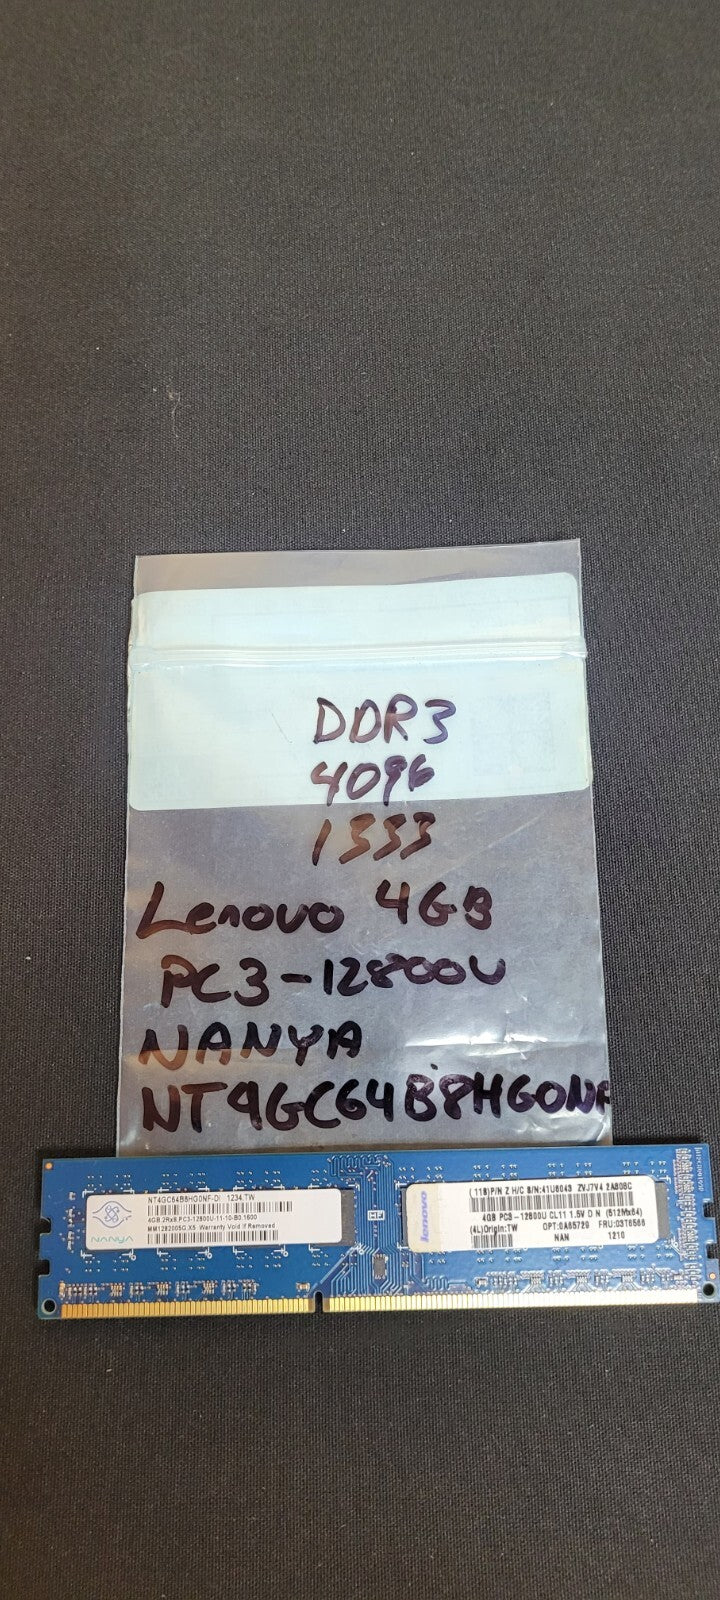 DDR3
4096
1333
Lenovo 4GB
PC3-12800U
NANYA
NT4GC64B8HG0NF
NANYA
NT4GC64B8HG0NF-DI 1234.TW
4GB 2Rx8 PC3-12800U-11-10-B0.1600
Warranty Void if Removed
lenovo
4GB PC3-12800U CL11 1.5V D N (512Mx64)
(4L)Origin:TW OPT:0A65729
NAN 1210